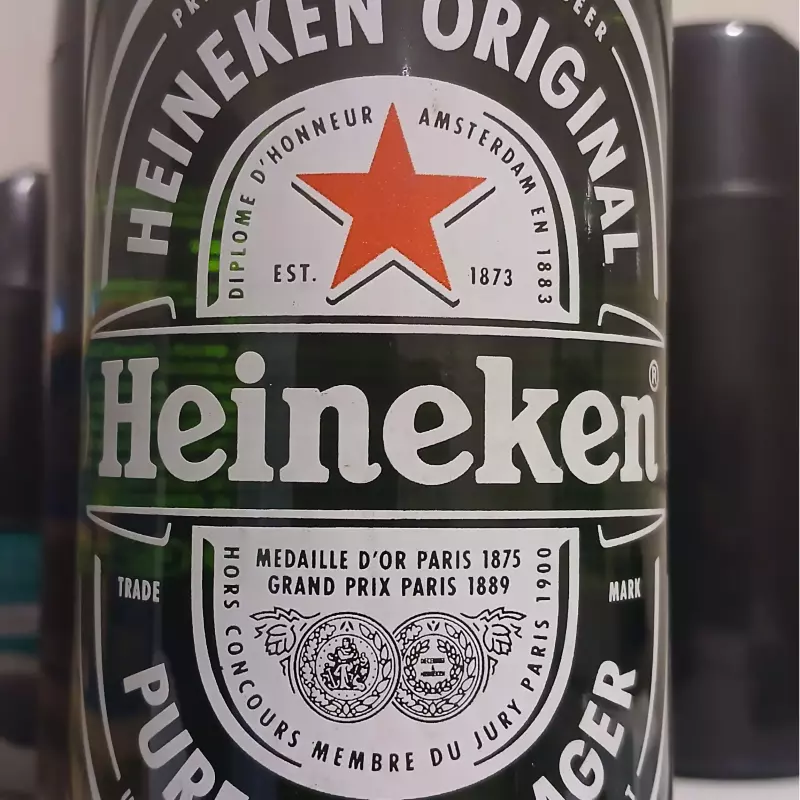 HEINEKEN ORIGINAL
DIPLOME D'HONNEUR AMSTERDAM EN 1883
EST. 1873
Heineken®
MEDAILLE D'OR PARIS 1875
GRAND PRIX PARIS 1889
HORS CONCOURS MEMBRE DU JURY PARIS 1900
TRADE MARK